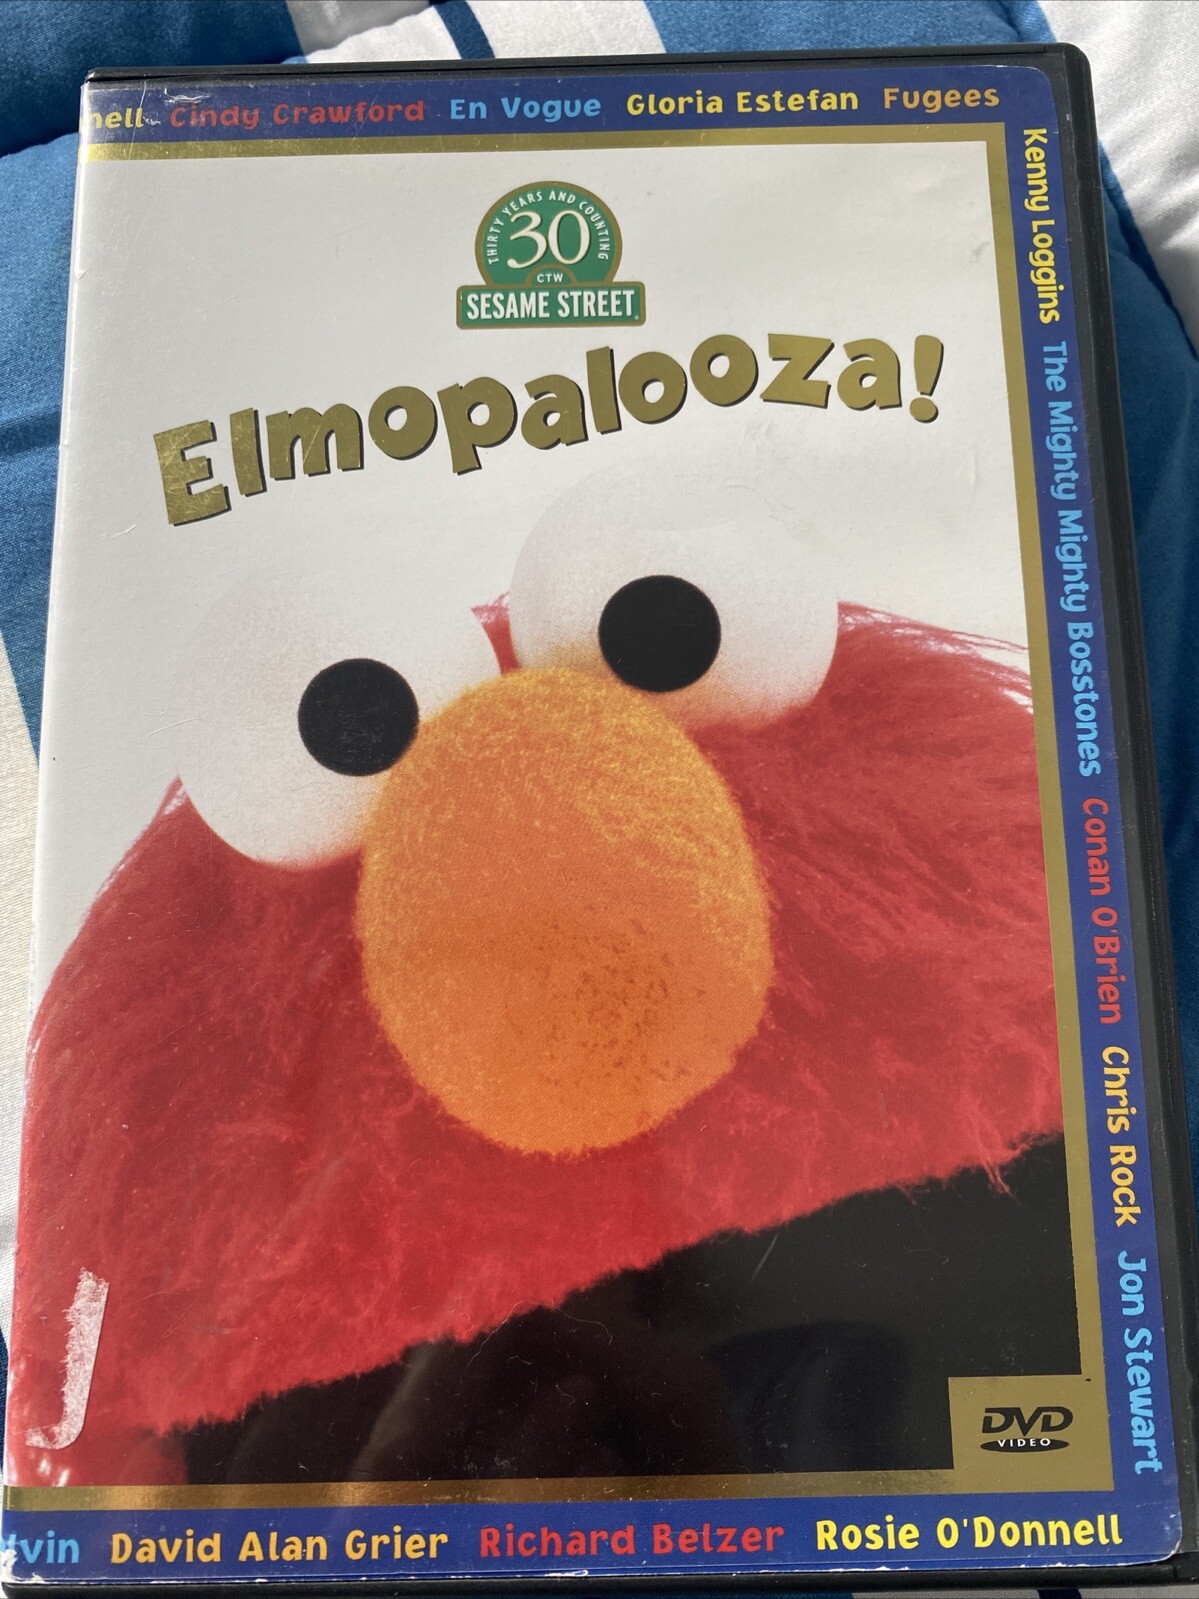 Cindy Crawford En Vogue Gloria Estefan Fugees
THIRTY YEARS AND COUNTING
30
CTW
SESAME STREET
Elmopalooza!
Kenny Loggins The Mighty Mighty Bosstones Conan O'Brien Chris Rock Jon Stewart
DVD
VIDEO
David Alan Grier Richard Belzer Rosie O'Donnell